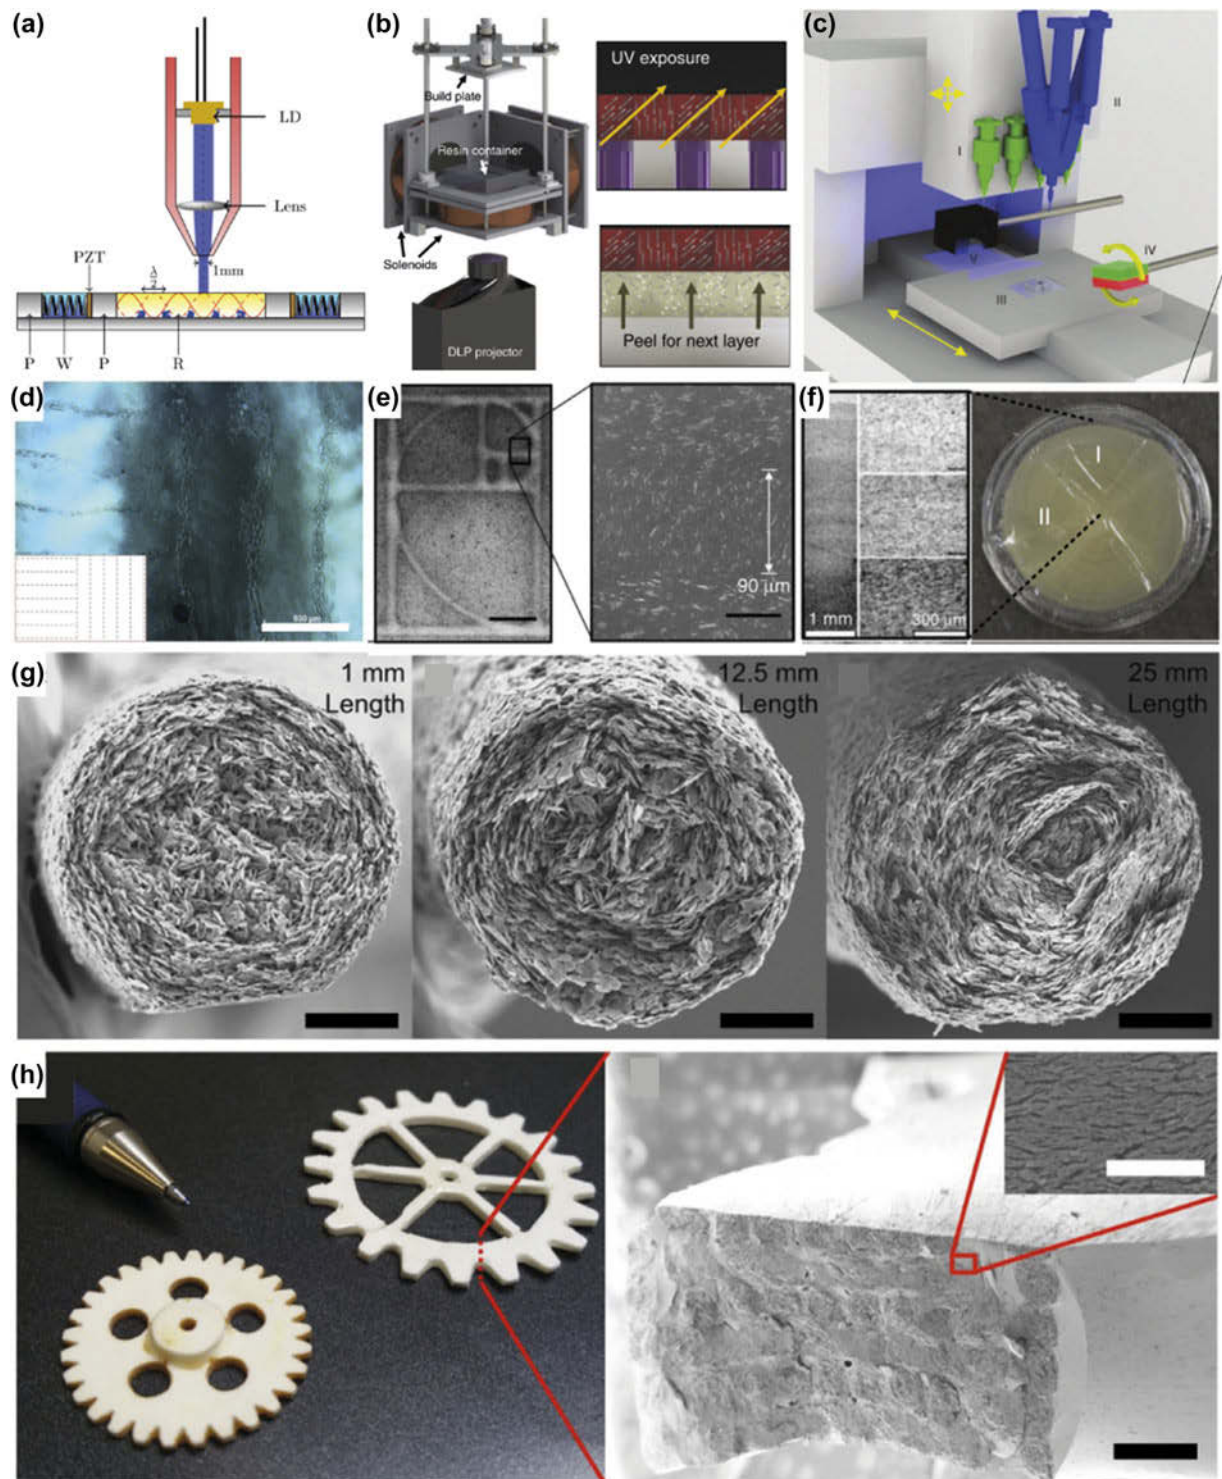 (a)
LD
Lens
PZT
λ
2
1mm
P W P R
(b)
Build plate
Resin container
Solenoids
DLP projector
UV exposure
Peel for next layer
(c)
I
II
III
IV
V
(d)
(e)
90 μm
(f)
1 mm
300 μm
I
II
(g)
1 mm
Length
12.5 mm
Length
25 mm
Length
(h)